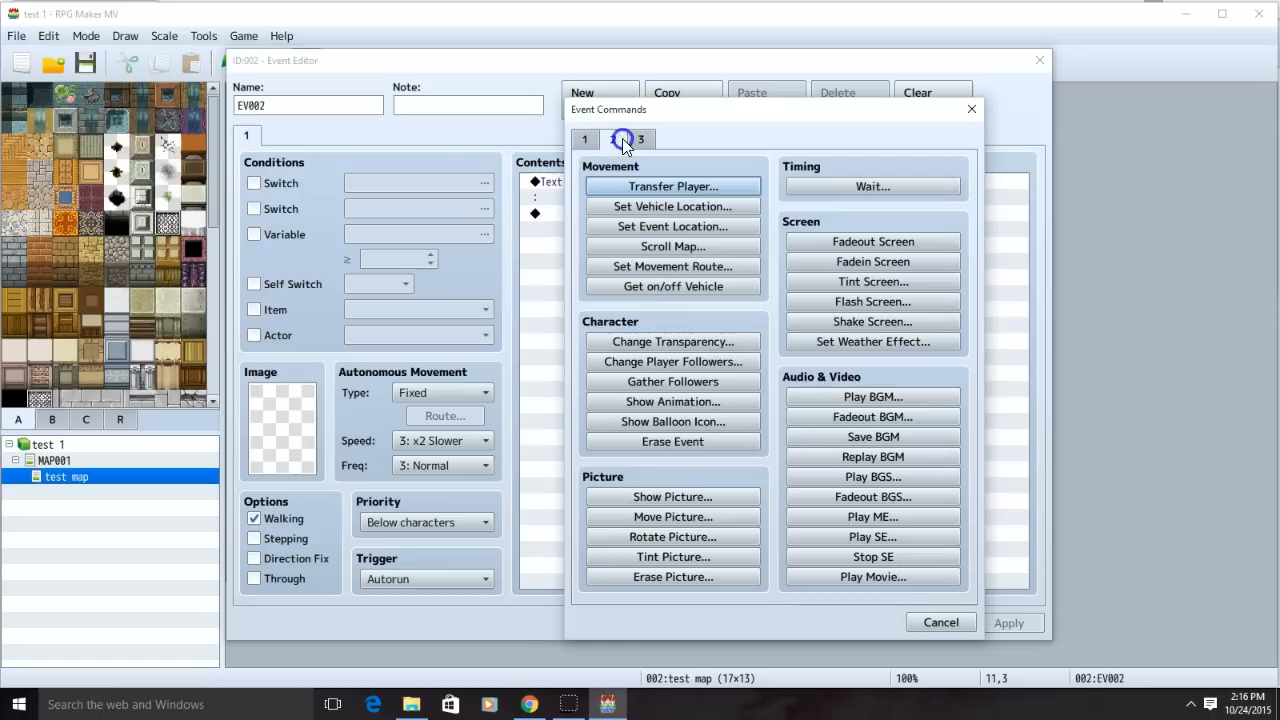 test 1 - RPG Maker MV
File Edit Mode Draw Scale Tools Game Help
ID:002 - Event Editor
Name:
Note:
EV002
New
Copy
Paste
Delete
Clear
1
Conditions
Switch ...
Switch ...
Variable ...
≥
Self Switch
Item
Actor
Image
Autonomous Movement
Type: Fixed
Route...
Speed: 3: x2 Slower
Freq: 3: Normal
Options
Walking
Stepping
Direction Fix
Through
Priority
Below characters
Trigger
Autorun
Contents
◆Text
:
◆
Event Commands
1 3
Movement
Transfer Player...
Set Vehicle Location...
Set Event Location...
Scroll Map...
Set Movement Route...
Get on/off Vehicle
Character
Change Transparency...
Change Player Followers...
Gather Followers
Show Animation...
Show Balloon Icon...
Erase Event
Picture
Show Picture...
Move Picture...
Rotate Picture...
Tint Picture...
Erase Picture...
Timing
Wait...
Screen
Fadeout Screen
Fadein Screen
Tint Screen...
Flash Screen...
Shake Screen...
Set Weather Effect...
Audio & Video
Play BGM...
Fadeout BGM...
Save BGM
Replay BGM
Play BGS...
Fadeout BGS...
Play ME...
Play SE...
Stop SE
Play Movie...
Cancel
Apply
A B C R
test 1
MAP001
test map
002:test map (17×13)
100%
11,3
002:EV002
Search the web and Windows
2:16 PM
10/24/2015